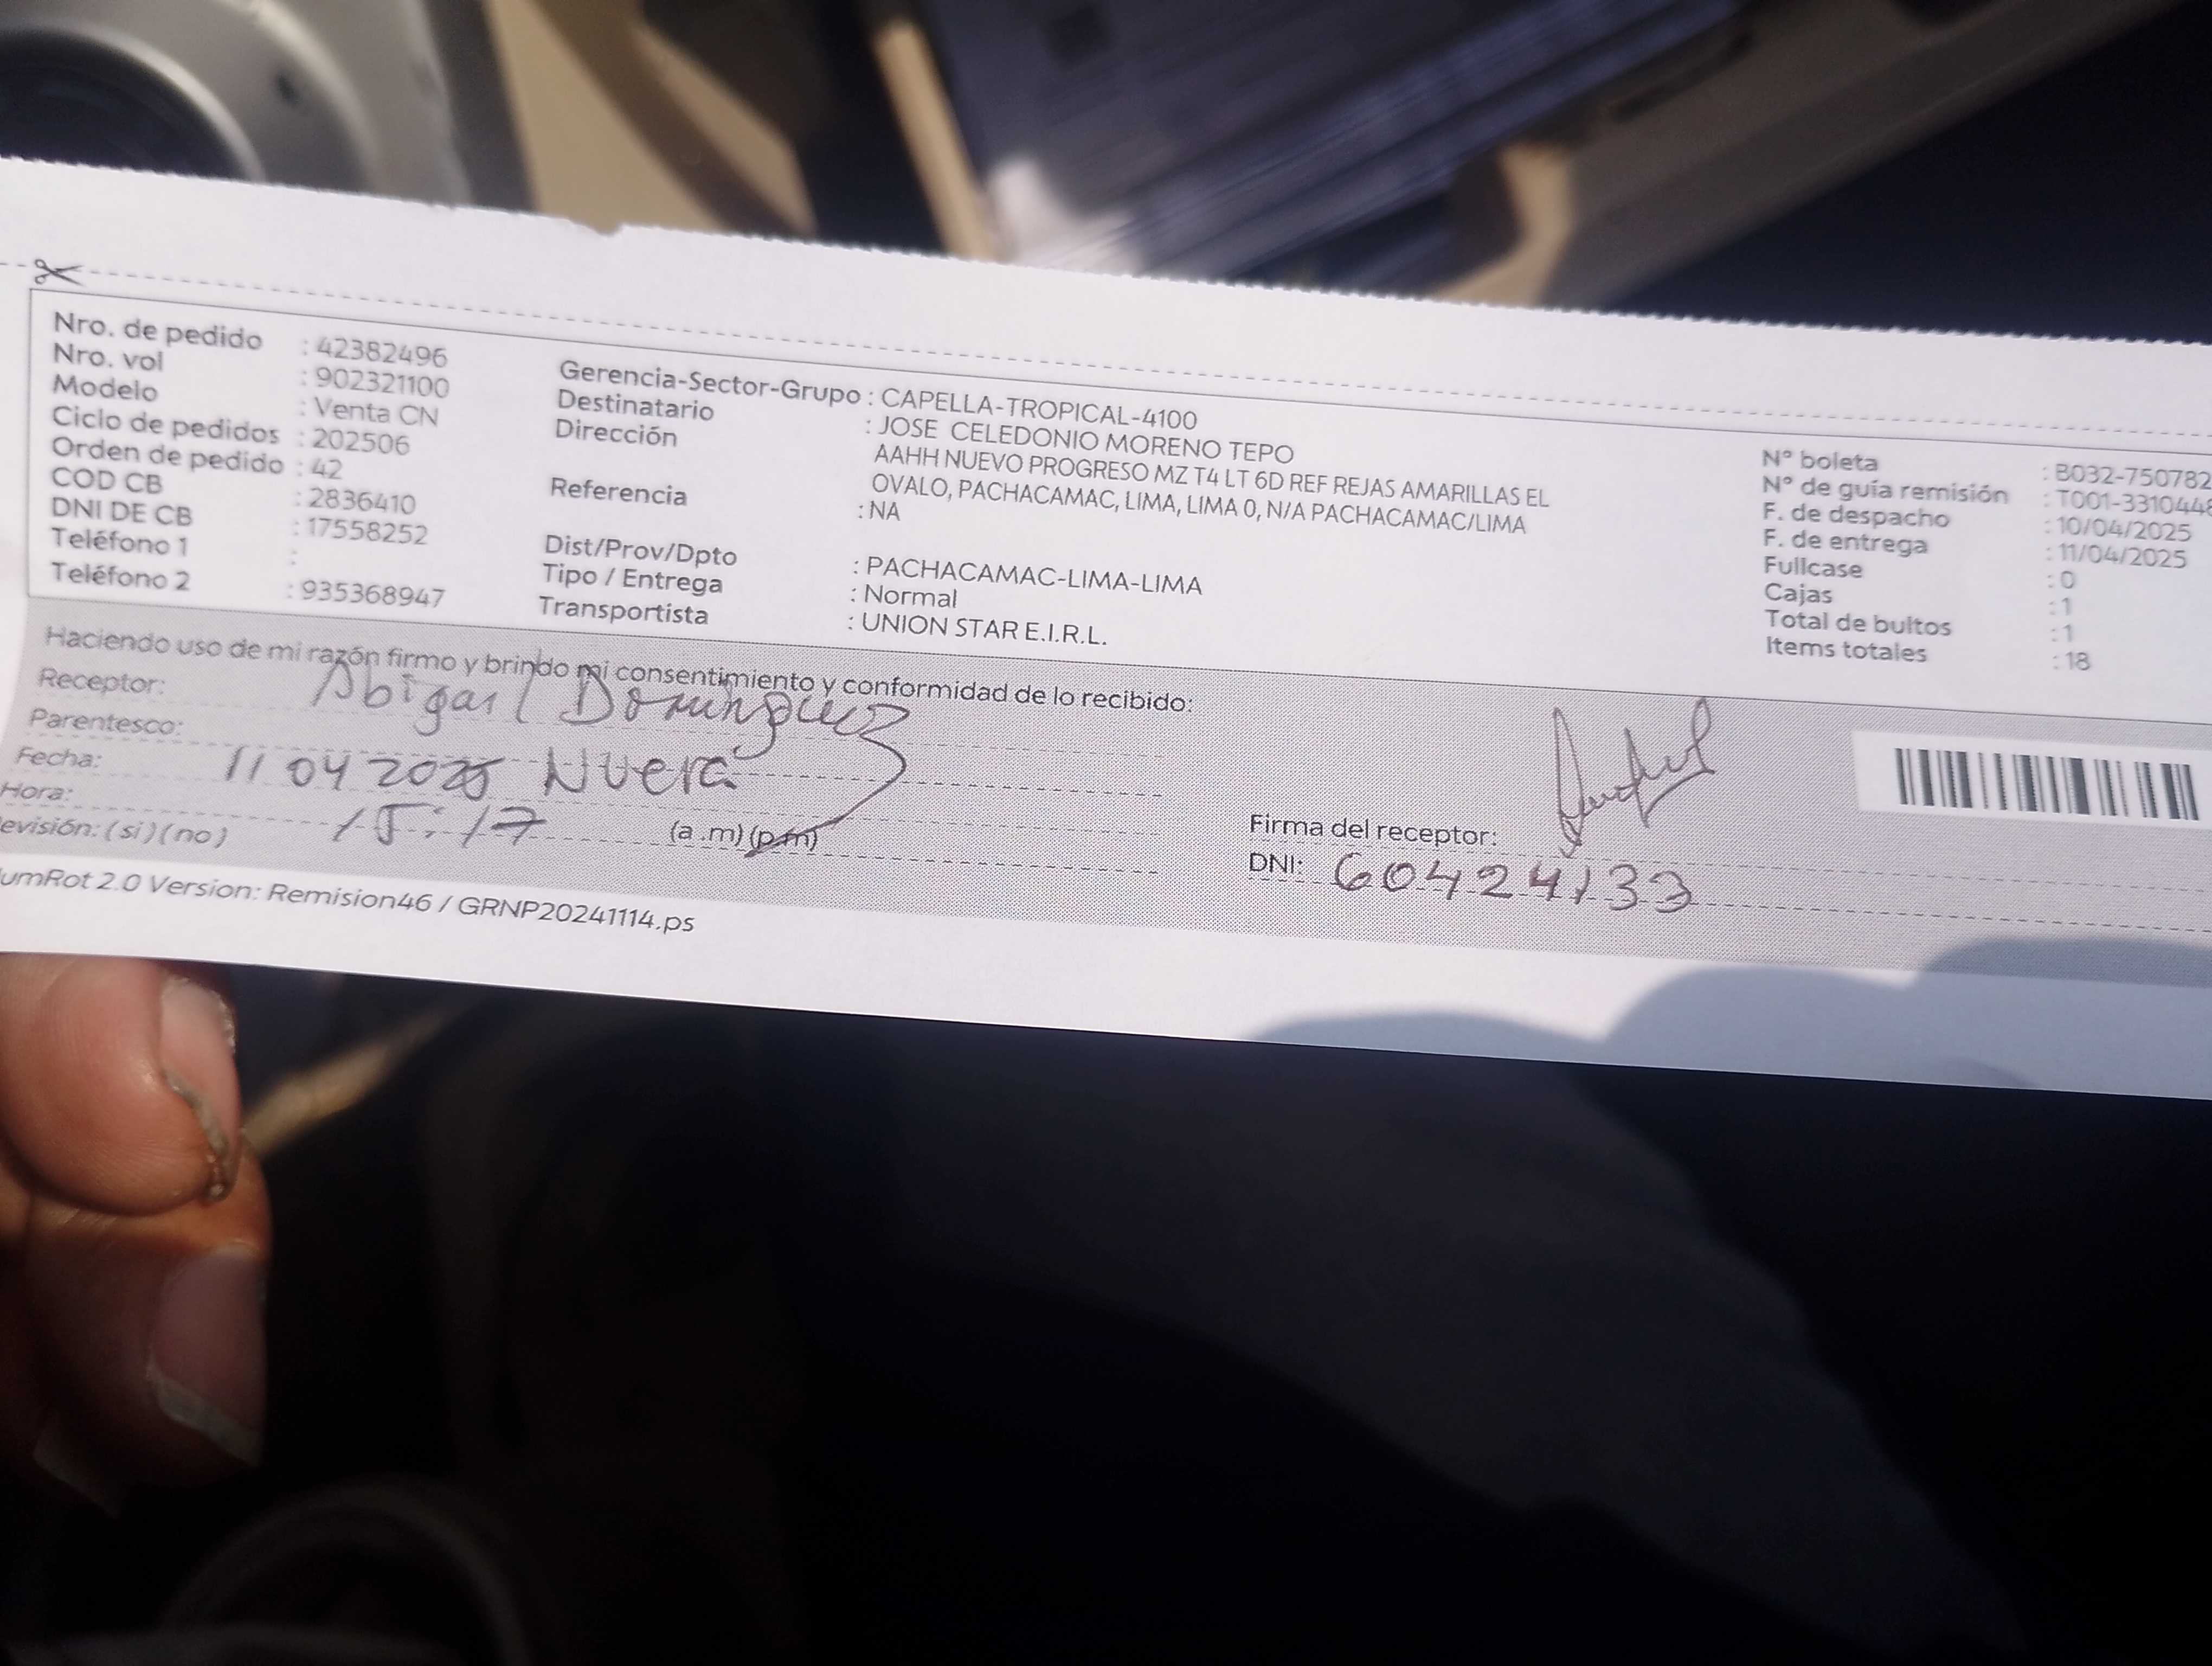 Nro. de pedido : 42382496
Nro. vol : 902321100
Modelo : Venta CN
Ciclo de pedidos : 202506
Orden de pedido : 42
COD CB : 2836410
DNI DE CB : 17558252
Teléfono 1 :
Teléfono 2 : 935368947
Gerencia-Sector-Grupo : CAPELLA-TROPICAL-4100
Destinatario : JOSE CELEDONIO MORENO TEPO
Dirección AAHH NUEVO PROGRESO MZ T4 LT 6D REF REJAS AMARILLAS EL
OVALO, PACHACAMAC, LIMA, LIMA 0, N/A PACHACAMAC/LIMA
Referencia : NA
Dist/Prov/Dpto : PACHACAMAC-LIMA-LIMA
Tipo / Entrega : Normal
Transportista : UNION STAR E.I.R.L.
N° boleta : B032-750782
N° de guía remisión : T001-3310448
F. de despacho : 10/04/2025
F. de entrega : 11/04/2025
Fullcase : 0
Cajas : 1
Total de bultos : 1
Items totales : 18
Haciendo uso de mi razón firmo y brindo mi consentimiento y conformidad de lo recibido:
Receptor: Abigail Dominguez
Parentesco: Nuera
Fecha: 11 04 2025
Hora: 15:17 (a.m) (p.m)
evisión: (si) (no)
Firma del receptor:
DNI: 60424133
umRot 2.0 Version: Remision46 / GRNP20241114.ps